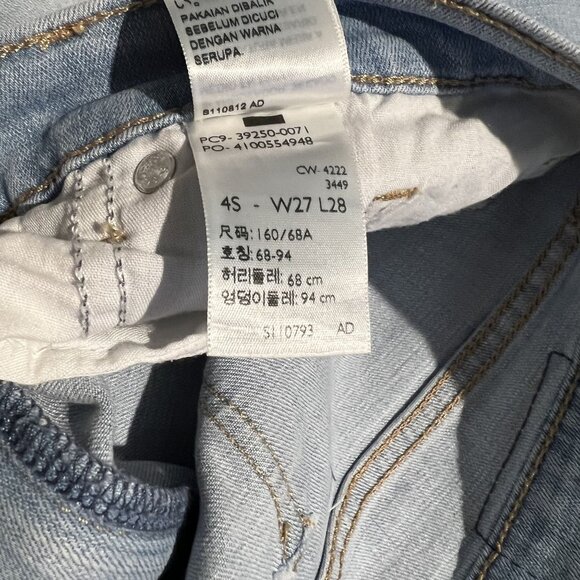 PAKAIAN DIBALIK
SEBELUM DICUCI
DENGAN WARNA
SERUPA.
S110812 AD
PC9- 39250-0071
PO- 4100554948
CW- 4222
3449
4S - W27 L28
尺码: 160/68A
호칭: 68-94
허리둘레: 68 cm
엉덩이둘레: 94 cm
S110793 AD